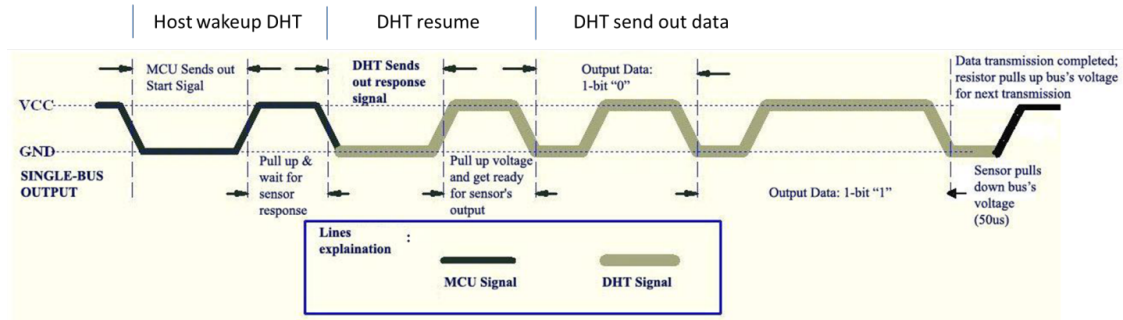 Host wakeup DHT
DHT resume
DHT send out data
MCU Sends out
Start Sigal
DHT Sends
out response
signal
Output Data:
1-bit “0”
Data transmission completed;
resistor pulls up bus’s voltage
for next transmission
VCC
GND
SINGLE-BUS
OUTPUT
Pull up &
wait for
sensor
response
Pull up voltage
and get ready
for sensor's
output
Output Data: 1-bit “1”
Sensor pulls
down bus’s
voltage
(50us)
Lines
explaination :
MCU Signal
DHT Signal